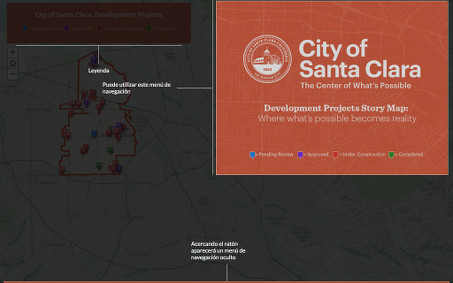 City of Santa Clara: Development Projects
Leyenda
Puede utilizar este menú de
navegación
City of
Santa Clara
The Center of What's Possible
Development Projects Story Map:
Where what's possible becomes reality
= Pending Review = Approved = Under Construction = Completed
Acercando el ratón
aparecerá un menú de
navegación oculto